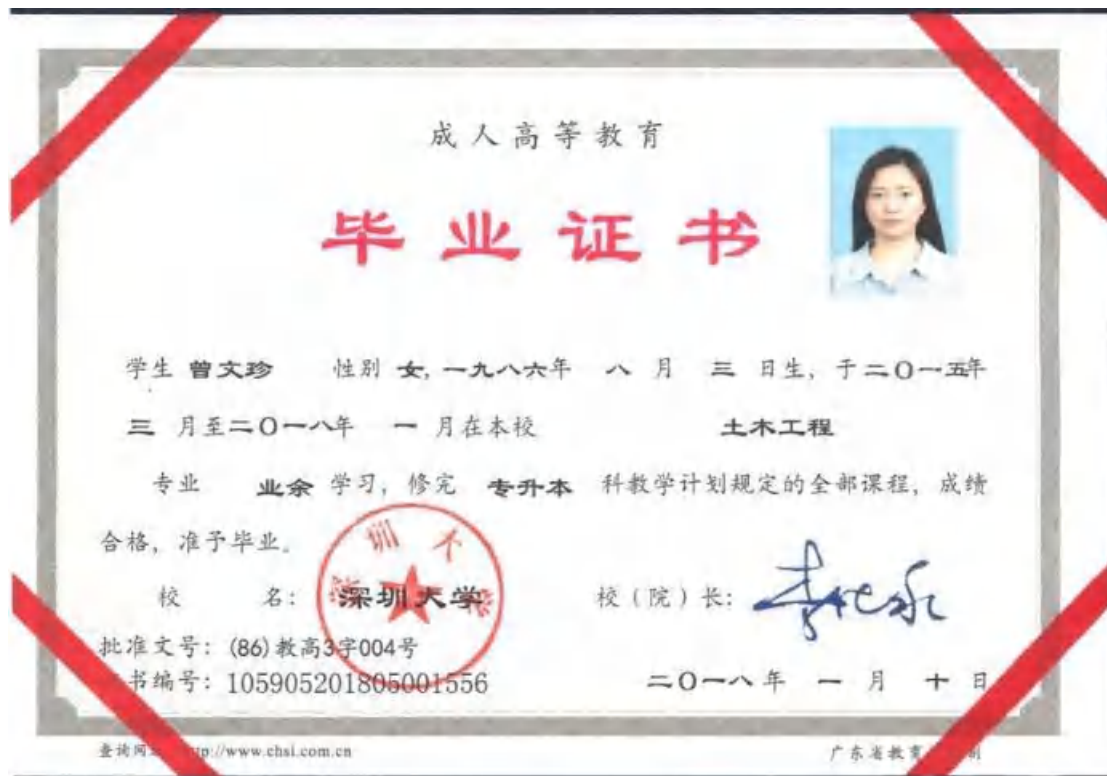 成人高等教育
毕业证书
学生 曾文珍 性别 女, 一九八六年 八 月 三 日生, 于二〇一五年
三 月至二〇一八年 一 月在本校 土木工程
专业 业余 学习, 修完 专升本 科教学计划规定的全部课程, 成绩
合格, 准予毕业。
校 名: 深圳大学 校(院)长:
深圳大学
批准文号: (86)教高3字004号
书编号: 105905201805001556 二〇一八年 一 月 十 日
查询网 tp://www.chsi.com.cn 广东省教育 制